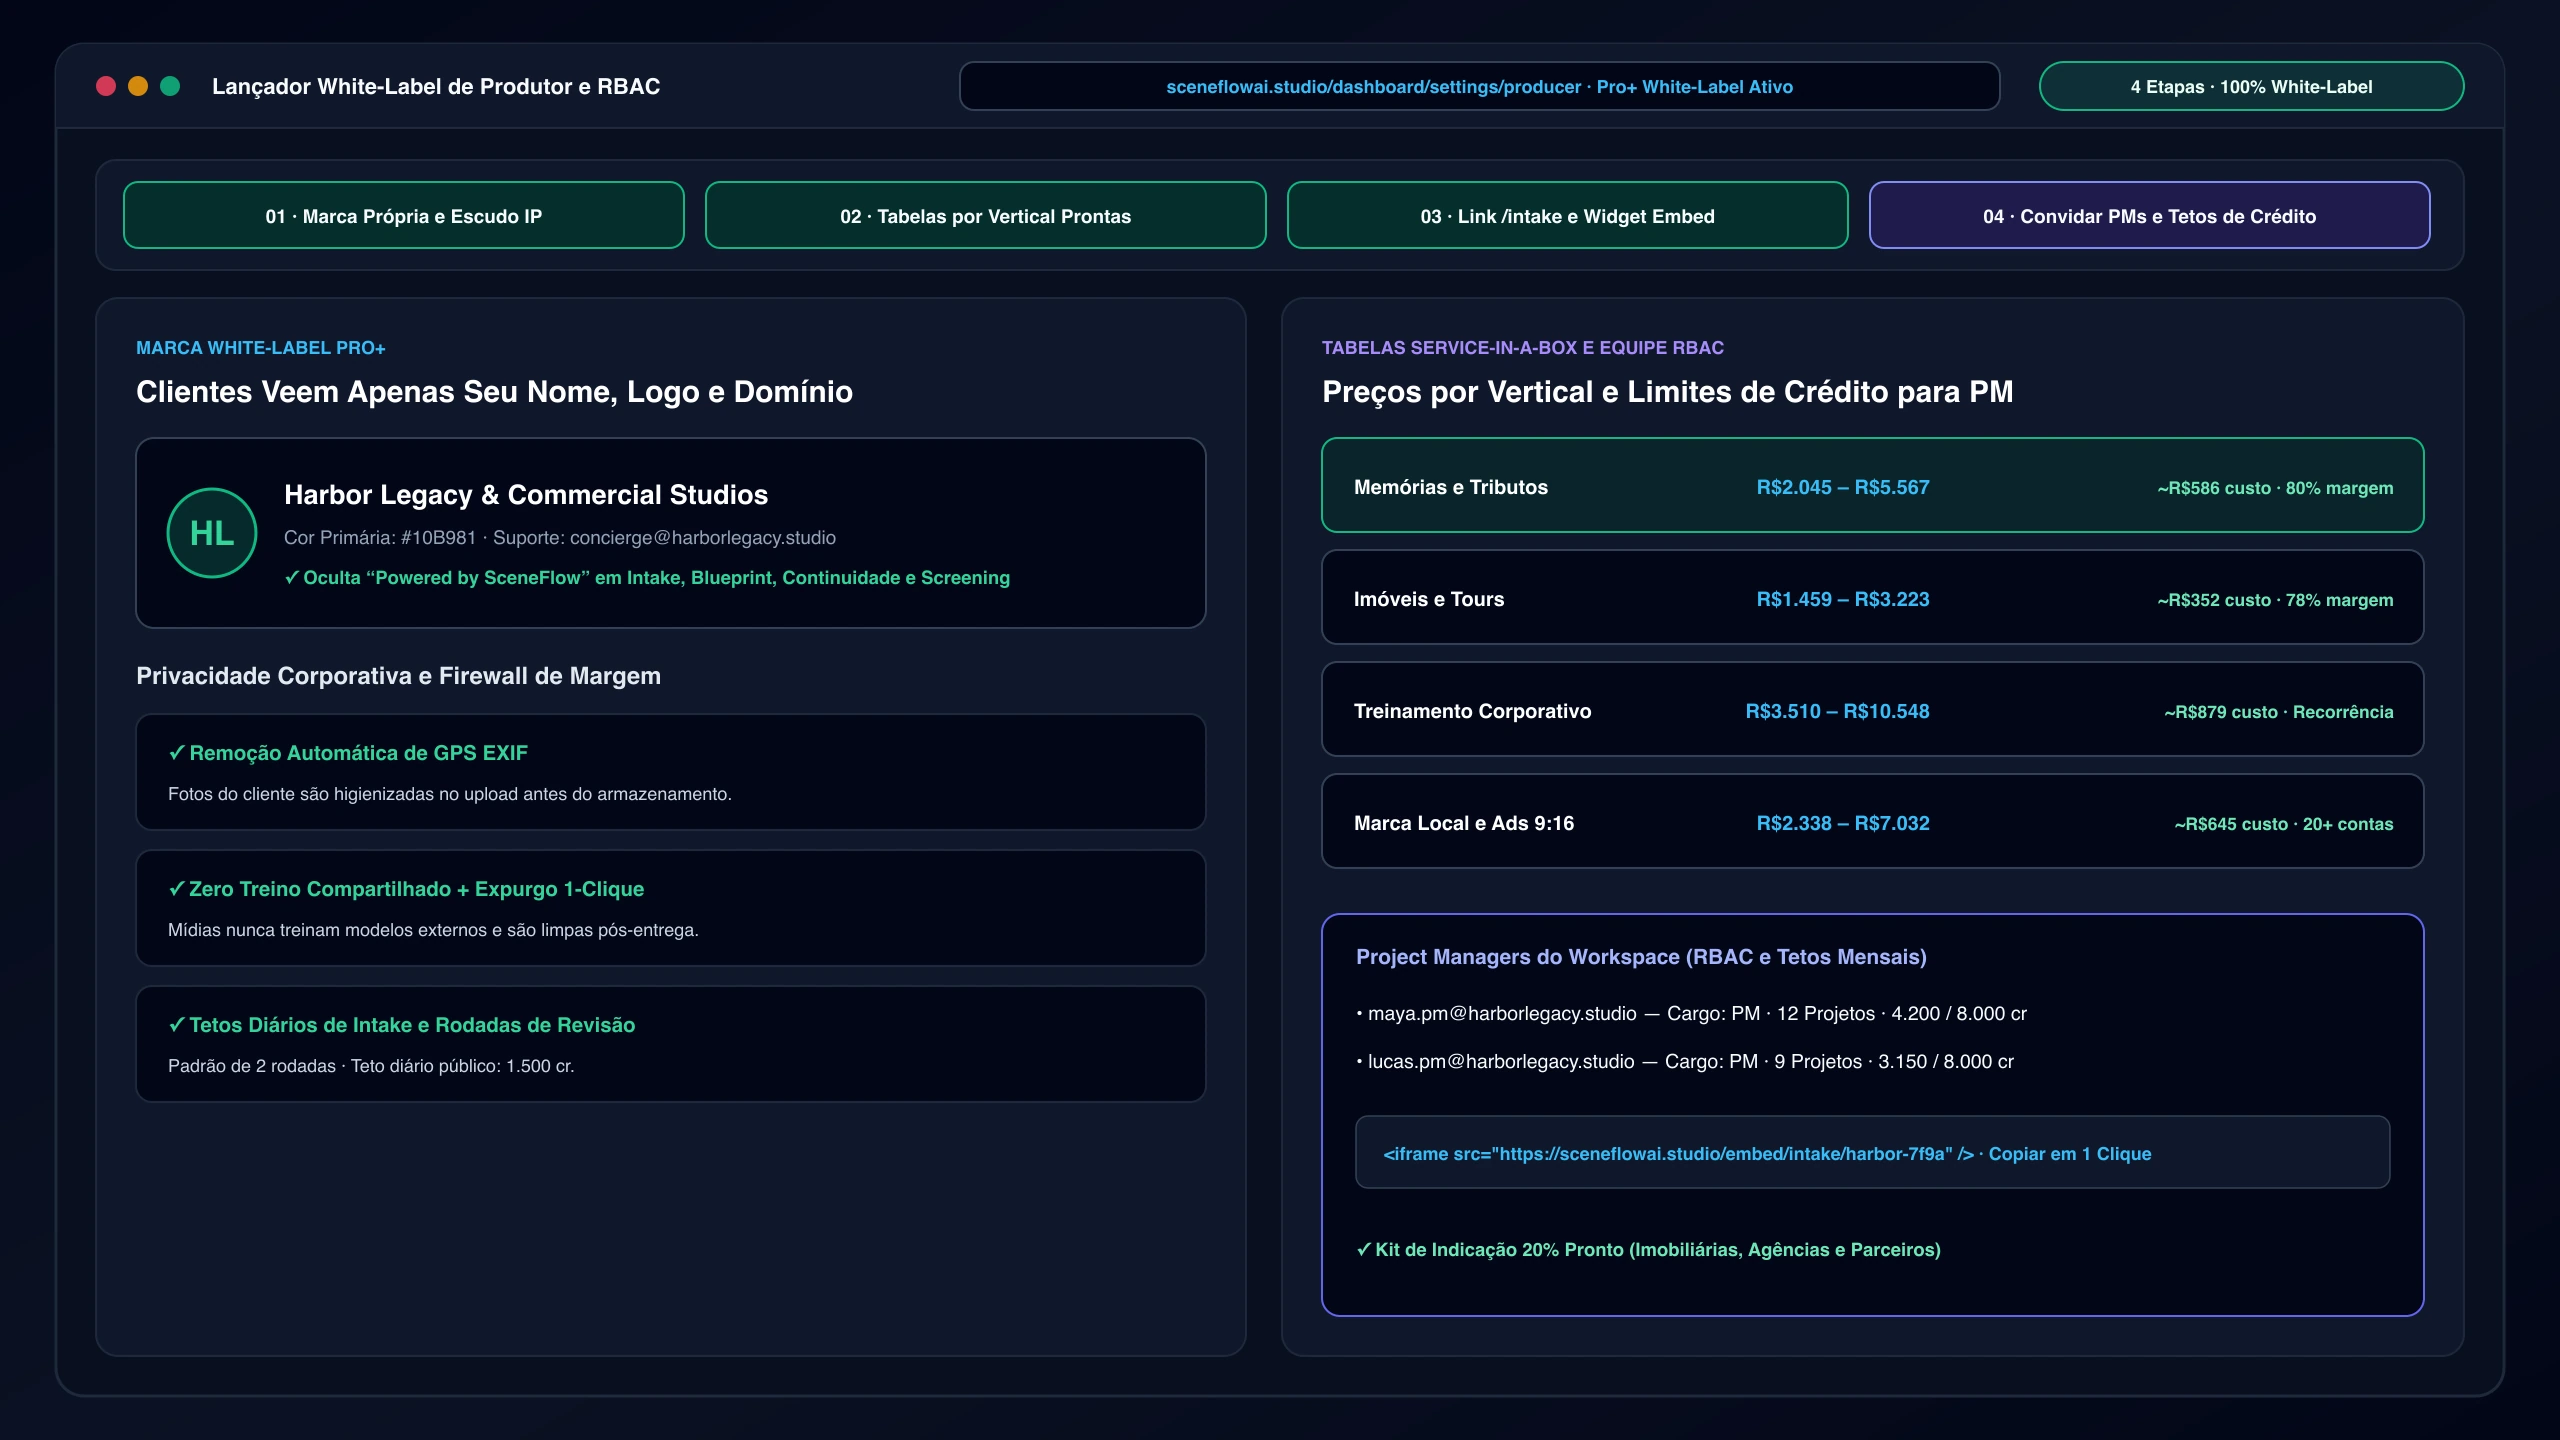 Lançador White-Label de Produtor e RBAC
sceneflowai.studio/dashboard/settings/producer · Pro+ White-Label Ativo
4 Etapas · 100% White-Label
01 · Marca Própria e Escudo IP
02 · Tabelas por Vertical Prontas
03 · Link /intake e Widget Embed
04 · Convidar PMs e Tetos de Crédito
MARCA WHITE-LABEL PRO+
Clientes Veem Apenas Seu Nome, Logo e Domínio
HL
Harbor Legacy & Commercial Studios
Cor Primária: #10B981 · Suporte: concierge@harborlegacy.studio
✓ Oculta “Powered by SceneFlow” em Intake, Blueprint, Continuidade e Screening
Privacidade Corporativa e Firewall de Margem
✓ Remoção Automática de GPS EXIF
Fotos do cliente são higienizadas no upload antes do armazenamento.
✓ Zero Treino Compartilhado + Expurgo 1-Clique
Mídias nunca treinam modelos externos e são limpas pós-entrega.
✓ Tetos Diários de Intake e Rodadas de Revisão
Padrão de 2 rodadas · Teto diário público: 1.500 cr.
TABELAS SERVICE-IN-A-BOX E EQUIPE RBAC
Preços por Vertical e Limites de Crédito para PM
Memórias e Tributos R$2.045 – R$5.567 ~R$586 custo · 80% margem
Imóveis e Tours R$1.459 – R$3.223 ~R$352 custo · 78% margem
Treinamento Corporativo R$3.510 – R$10.548 ~R$879 custo · Recorrência
Marca Local e Ads 9:16 R$2.338 – R$7.032 ~R$645 custo · 20+ contas
Project Managers do Workspace (RBAC e Tetos Mensais)
• maya.pm@harborlegacy.studio — Cargo: PM · 12 Projetos · 4.200 / 8.000 cr
• lucas.pm@harborlegacy.studio — Cargo: PM · 9 Projetos · 3.150 / 8.000 cr
<iframe src="https://sceneflowai.studio/embed/intake/harbor-7f9a" /> · Copiar em 1 Clique
✓ Kit de Indicação 20% Pronto (Imobiliárias, Agências e Parceiros)